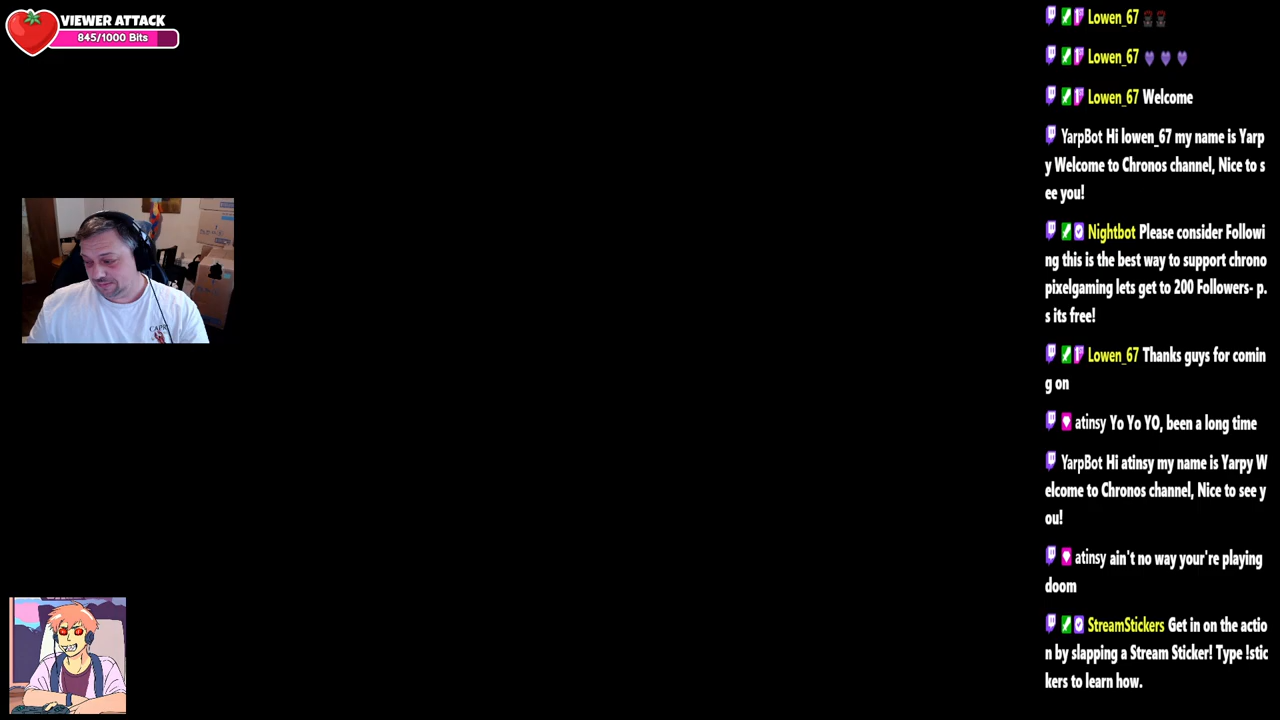 VIEWER ATTACK
845/1000 Bits
Lowen_67
Lowen_67
Lowen_67 Welcome
YarpBot Hi lowen_67 my name is Yarp
y Welcome to Chronos channel, Nice to s
ee you!
Nightbot Please consider Followi
ng this is the best way to support chrono
pixelgaming lets get to 200 Followers- p.
s its free!
Lowen_67 Thanks guys for comin
g on
atinsy Yo Yo YO, been a long time
YarpBot Hi atinsy my name is Yarpy W
elcome to Chronos channel, Nice to see y
ou!
atinsy ain't no way your're playing
doom
StreamStickers Get in on the actio
n by slapping a Stream Sticker! Type !stic
kers to learn how.